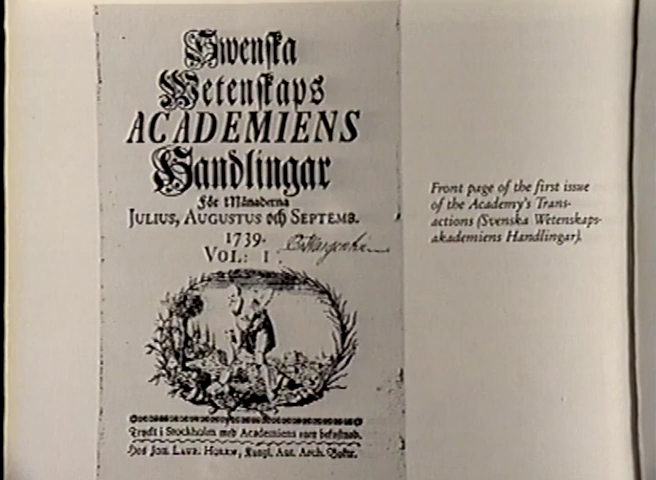 Swenska
Wetenskaps
ACADEMIENS
Handlingar
För Månaderna
JULIUS, AUGUSTUS och SEPTEMB.
1739.
VOL: I.
Tryckt i Stockholm med Academiens egen bekostnad.
Hos JOH. LAUR. HORRN, Kongl. Ant. Arch. Boktr.
Front page of the first issue
of the Academy's Trans-
actions (Svenska Wetenskaps-
akademiens Handlingar).